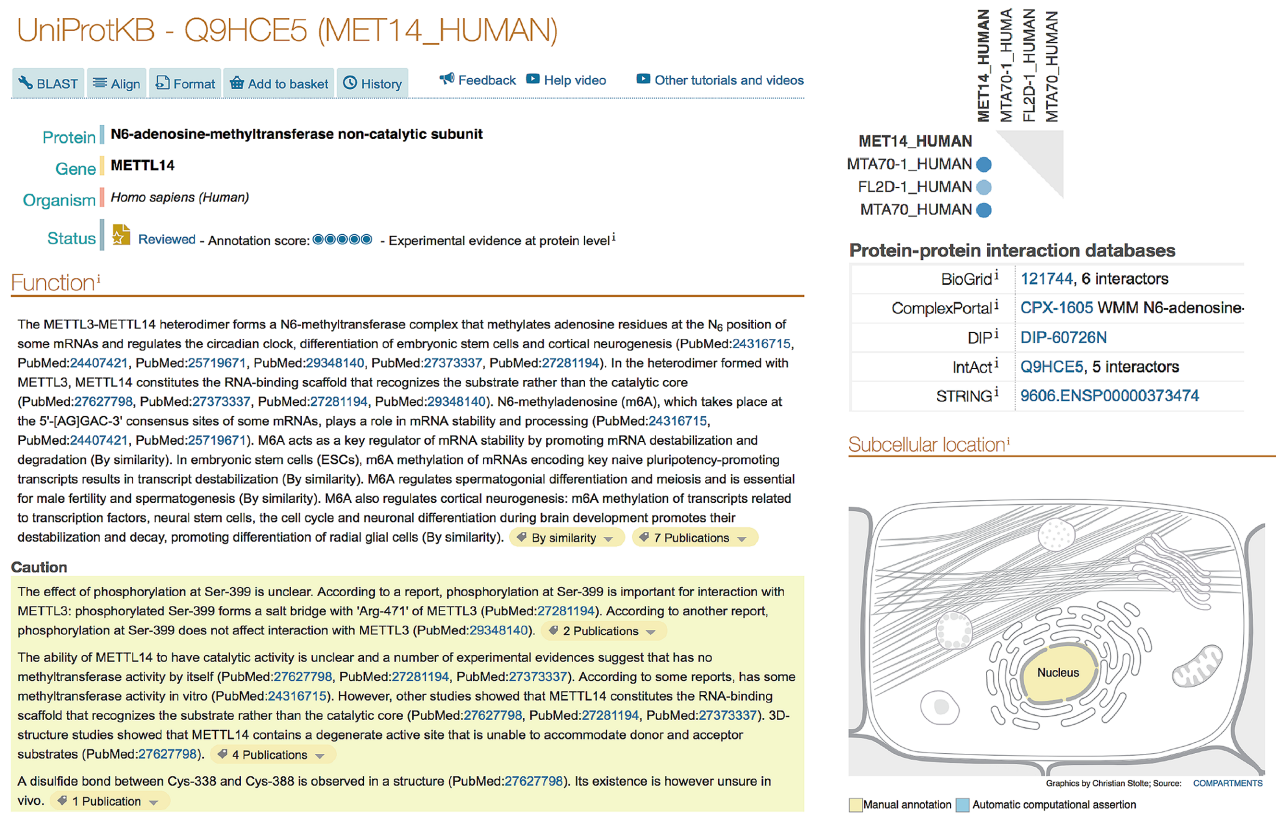 UniProtKB - Q9HCE5 (MET14_HUMAN)
BLAST Align Format Add to basket History Feedback Help video Other tutorials and videos
Protein N6-adenosine-methyltransferase non-catalytic subunit
Gene METTL14
Organism Homo sapiens (Human)
Status Reviewed - Annotation score: - Experimental evidence at protein level i
Function i
The METTL3-METTL14 heterodimer forms a N6-methyltransferase complex that methylates adenosine residues at the N6 position of
some mRNAs and regulates the circadian clock, differentiation of embryonic stem cells and cortical neurogenesis (PubMed:24316715,
PubMed:24407421, PubMed:25719671, PubMed:29348140, PubMed:27373337, PubMed:27281194). In the heterodimer formed with
METTL3, METTL14 constitutes the RNA-binding scaffold that recognizes the substrate rather than the catalytic core
(PubMed:27627798, PubMed:27373337, PubMed:27281194, PubMed:29348140). N6-methyladenosine (m6A), which takes place at
the 5'-[AG]GAC-3' consensus sites of some mRNAs, plays a role in mRNA stability and processing (PubMed:24316715,
PubMed:24407421, PubMed:25719671). M6A acts as a key regulator of mRNA stability by promoting mRNA destabilization and
degradation (By similarity). In embryonic stem cells (ESCs), m6A methylation of mRNAs encoding key naive pluripotency-promoting
transcripts results in transcript destabilization (By similarity). M6A regulates spermatogonial differentiation and meiosis and is essential
for male fertility and spermatogenesis (By similarity). M6A also regulates cortical neurogenesis: m6A methylation of transcripts related
to transcription factors, neural stem cells, the cell cycle and neuronal differentiation during brain development promotes their
destabilization and decay, promoting differentiation of radial glial cells (By similarity). By similarity 7 Publications
Caution
The effect of phosphorylation at Ser-399 is unclear. According to a report, phosphorylation at Ser-399 is important for interaction with
METTL3: phosphorylated Ser-399 forms a salt bridge with 'Arg-471' of METTL3 (PubMed:27281194). According to another report,
phosphorylation at Ser-399 does not affect interaction with METTL3 (PubMed:29348140). 2 Publications
The ability of METTL14 to have catalytic activity is unclear and a number of experimental evidences suggest that has no
methyltransferase activity by itself (PubMed:27627798, PubMed:27281194, PubMed:27373337). According to some reports, has some
methyltransferase activity in vitro (PubMed:24316715). However, other studies showed that METTL14 constitutes the RNA-binding
scaffold that recognizes the substrate rather than the catalytic core (PubMed:27627798, PubMed:27281194, PubMed:27373337). 3D-
structure studies showed that METTL14 contains a degenerate active site that is unable to accommodate donor and acceptor
substrates (PubMed:27627798). 4 Publications
A disulfide bond between Cys-338 and Cys-388 is observed in a structure (PubMed:27627798). Its existence is however unsure in
vivo. 1 Publication
MET14_HUMAN
MTA70-1_HUMA
FL2D-1_HUMAN
MTA70_HUMAN
MET14_HUMAN
MTA70-1_HUMAN
FL2D-1_HUMAN
MTA70_HUMAN
Protein-protein interaction databases
BioGrid i 121744, 6 interactors
ComplexPortal i CPX-1605 WMM N6-adenosine-
DIP i DIP-60726N
IntAct i Q9HCE5, 5 interactors
STRING i 9606.ENSP00000373474
Subcellular location i
Nucleus
Graphics by Christian Stolte; Source: COMPARTMENTS
Manual annotation Automatic computational assertion